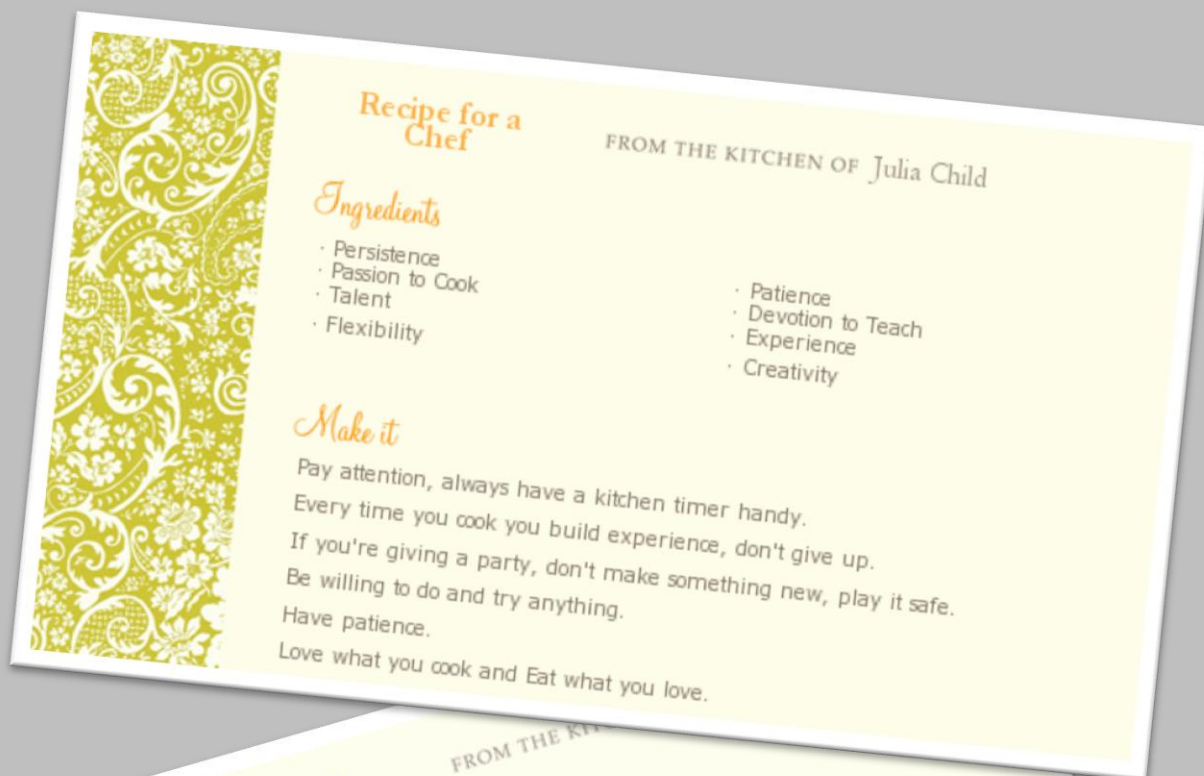 Recipe for a
Chef
FROM THE KITCHEN OF Julia Child
Ingredients
· Persistence
· Passion to Cook
· Talent
· Flexibility
· Patience
· Devotion to Teach
· Experience
· Creativity
Make it
Pay attention, always have a kitchen timer handy.
Every time you cook you build experience, don't give up.
If you're giving a party, don't make something new, play it safe.
Be willing to do and try anything.
Have patience.
Love what you cook and Eat what you love.
FROM THE